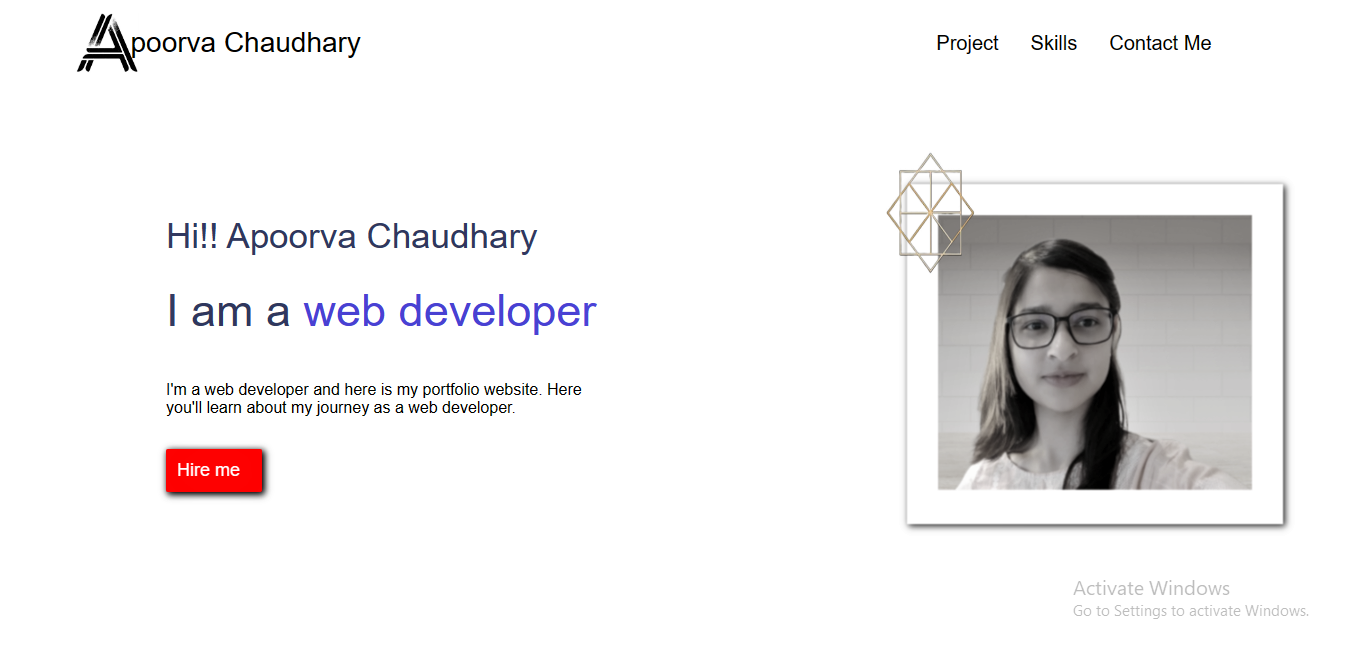 Apoorva Chaudhary
Project Skills Contact Me
Hi!! Apoorva Chaudhary
I am a web developer
I'm a web developer and here is my portfolio website. Here
you'll learn about my journey as a web developer.
Hire me
Activate Windows
Go to Settings to activate Windows.